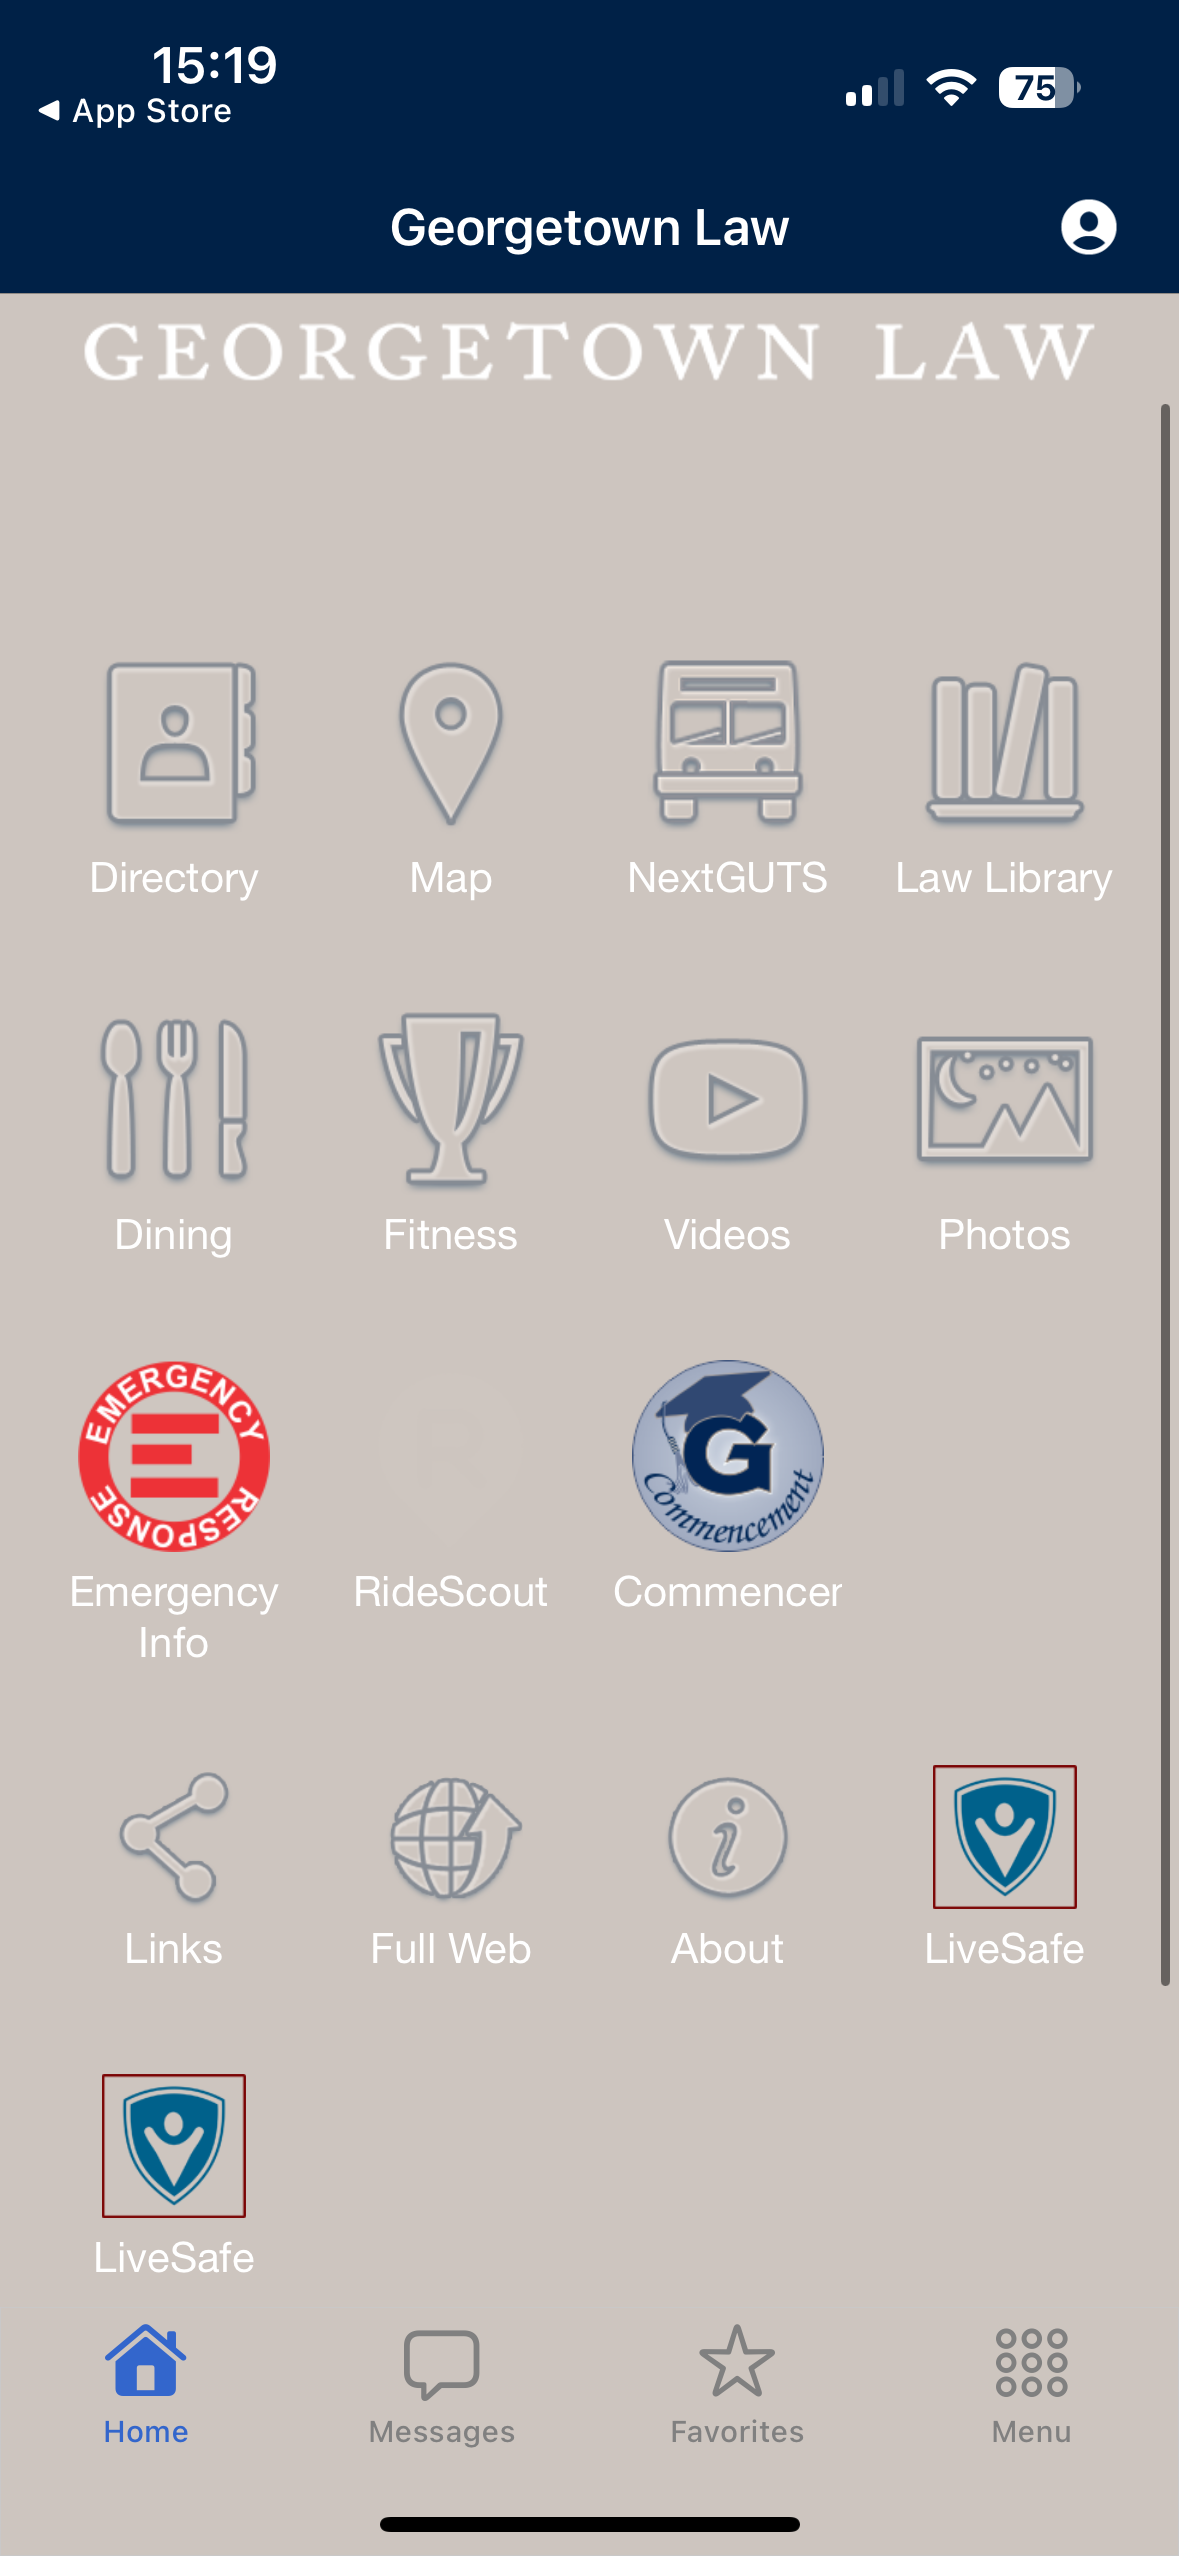 15:19
App Store
75
Georgetown Law
GEORGETOWN LAW
Directory
Map
NextGUTS
Law Library
Dining
Fitness
Videos
Photos
EMERGENCY
E
RESPONSE
G
Commencement
Emergency
Info
RideScout
Commencer
Links
Full Web
About
LiveSafe
LiveSafe
Home
Messages
Favorites
Menu